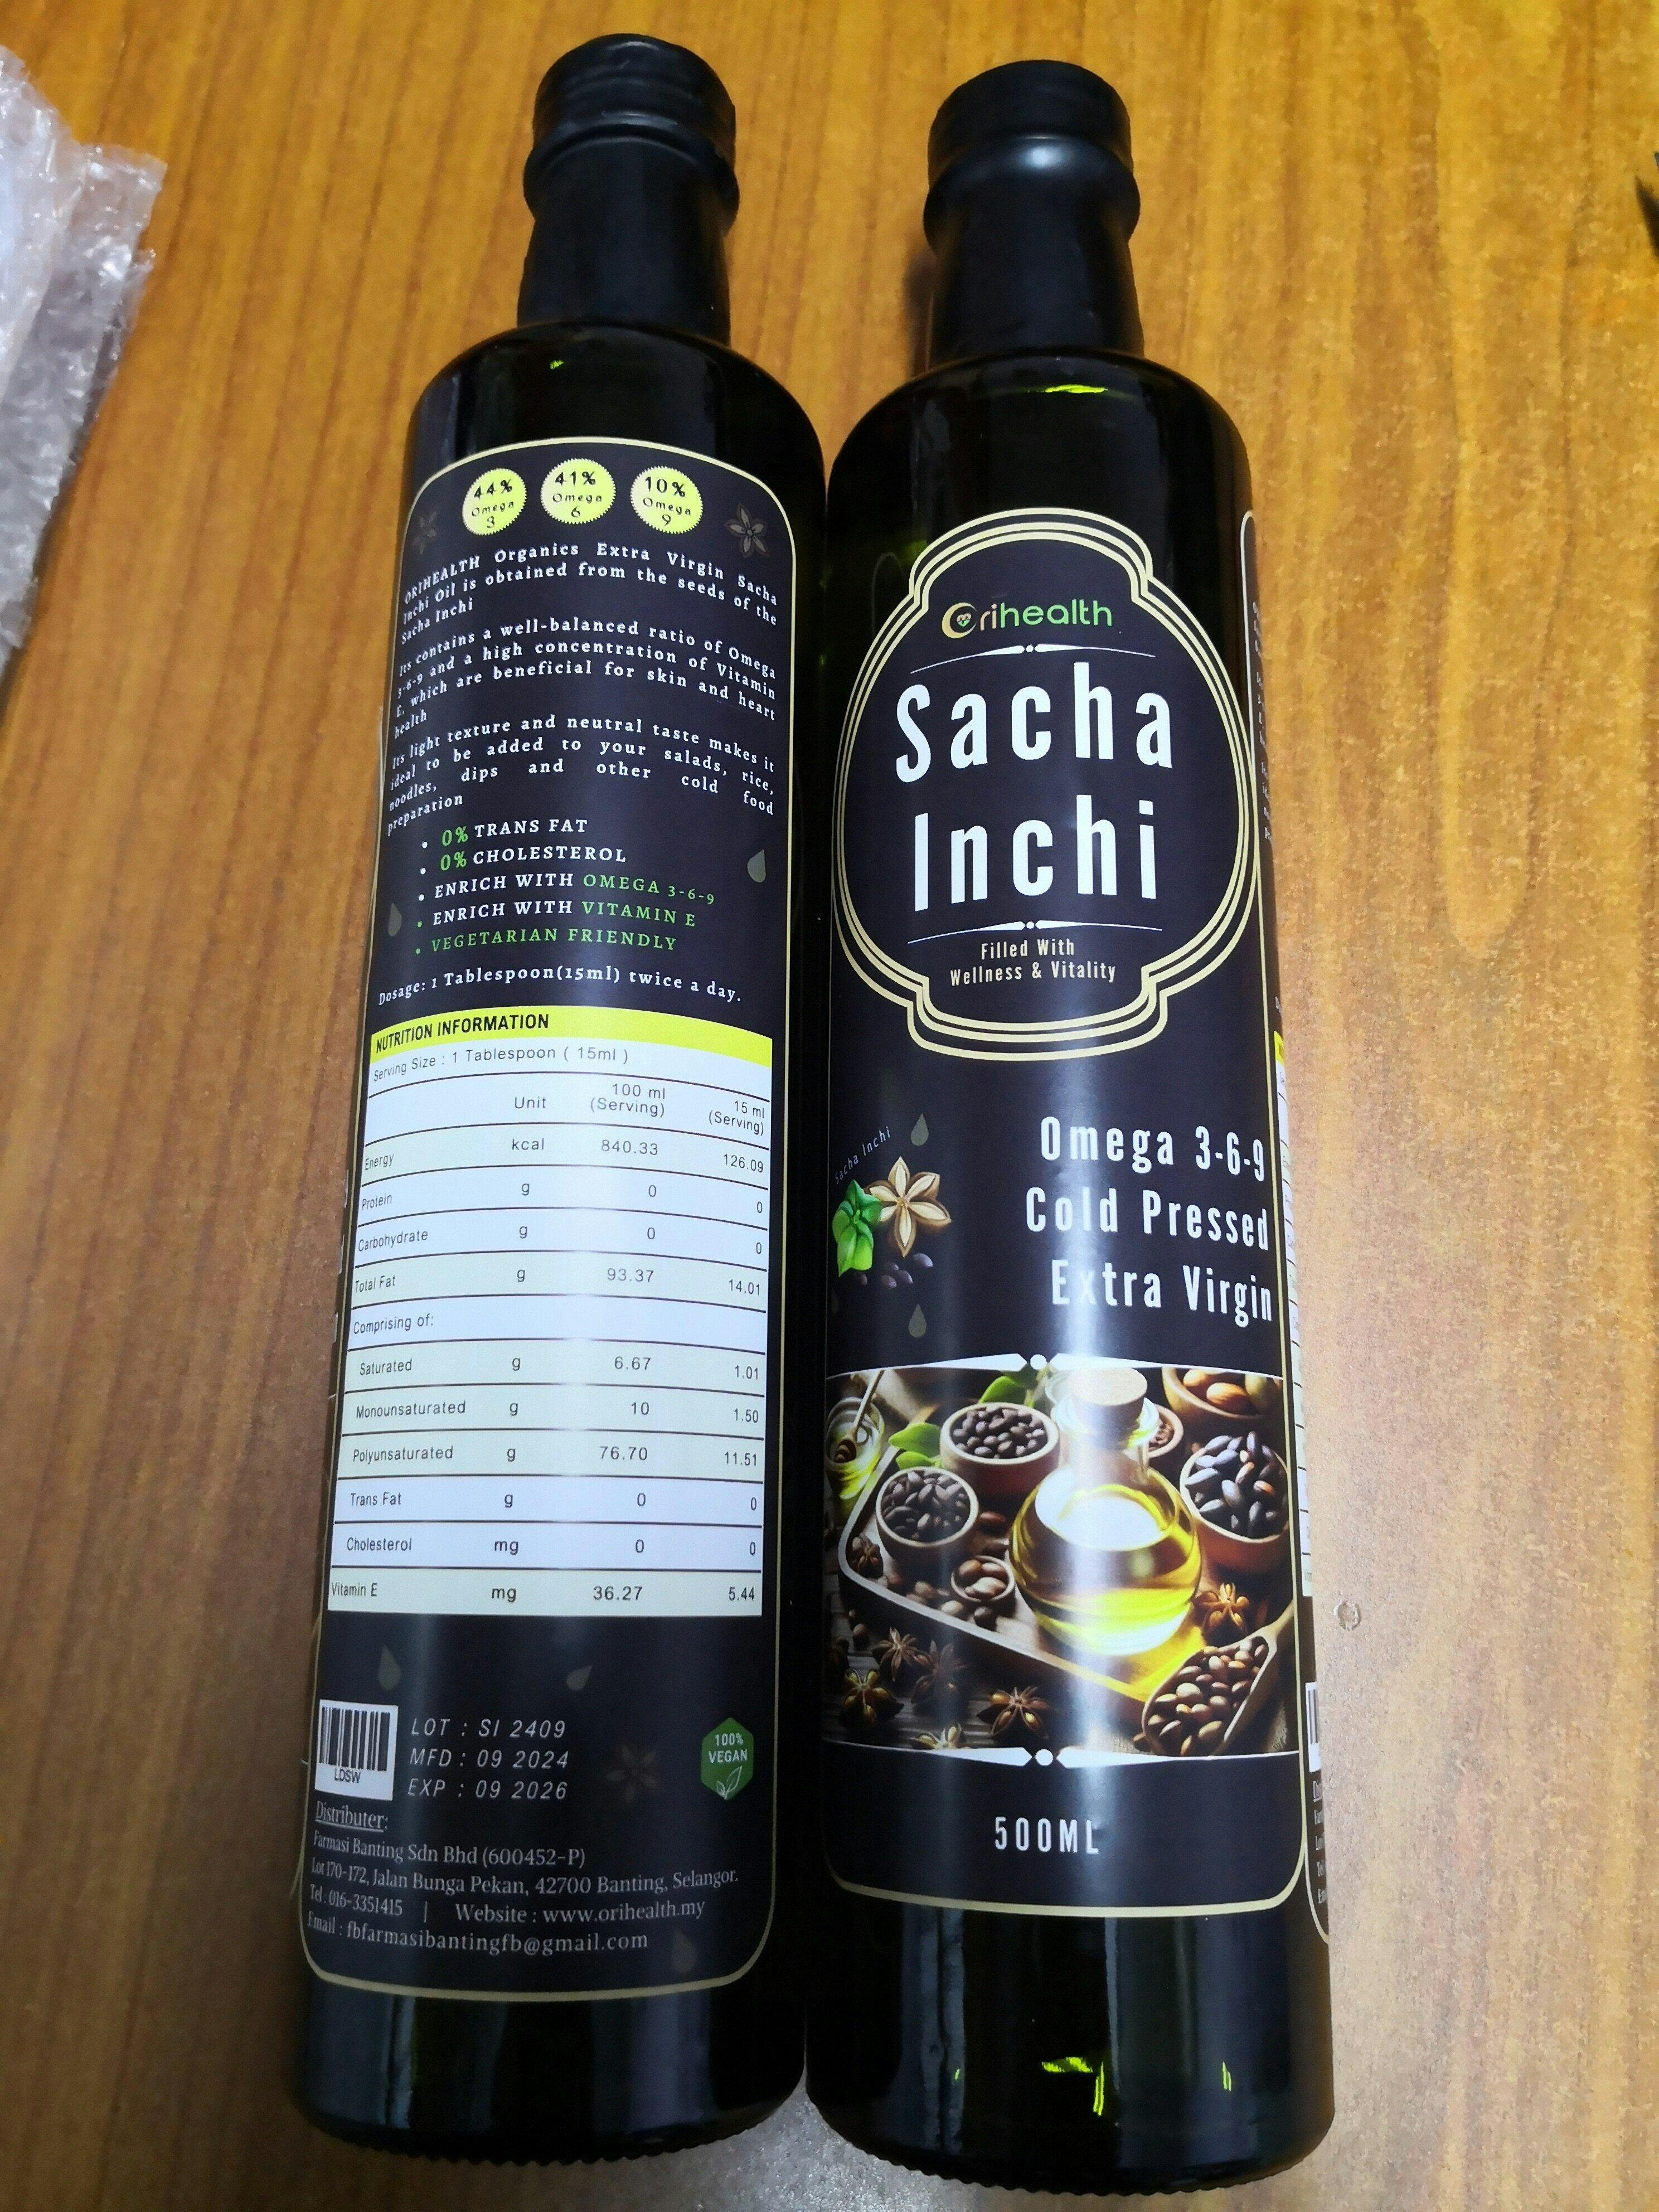 44%
Omega
3
41%
Omega
6
10%
Omega
9
ORIHEALTH Organics Extra Virgin Sacha
Inchi Oil is obtained from the seeds of the
Sacha Inchi
Its contains a well-balanced ratio of Omega
3-6-9 and a high concentration of Vitamin
E, which are beneficial for skin and heart
health
Its light texture and neutral taste makes it
ideal to be added to your salads, rice,
noodles, dips and other cold food
preparation
• 0% TRANS FAT
• 0% CHOLESTEROL
• ENRICH WITH OMEGA 3-6-9
• ENRICH WITH VITAMIN E
• VEGETARIAN FRIENDLY
Dosage: 1 Tablespoon(15ml) twice a day.
NUTRITION INFORMATION
Serving Size : 1 Tablespoon ( 15ml )
Unit 100 ml (Serving) 15 ml (Serving)
Energy kcal 840.33 126.09
Protein g 0 0
Carbohydrate g 0 0
Total Fat g 93.37 14.01
Comprising of:
Saturated g 6.67 1.01
Monounsaturated g 10 1.50
Polyunsaturated g 76.70 11.51
Trans Fat g 0 0
Cholesterol mg 0 0
Vitamin E mg 36.27 5.44
LDSW
LOT : SI 2409
MFD : 09 2024
EXP : 09 2026
100%
VEGAN
Distributer:
Farmasi Banting Sdn Bhd (600452-P)
Lot 170-172, Jalan Bunga Pekan, 42700 Banting, Selangor.
Tel. 016-3351415 | Website : www.orihealth.my
Email : fbfarmasibantingfb@gmail.com
Orihealth
Sacha
Inchi
Filled With
Wellness & Vitality
Sacha Inchi
Omega 3-6-9
Cold Pressed
Extra Virgin
500ML